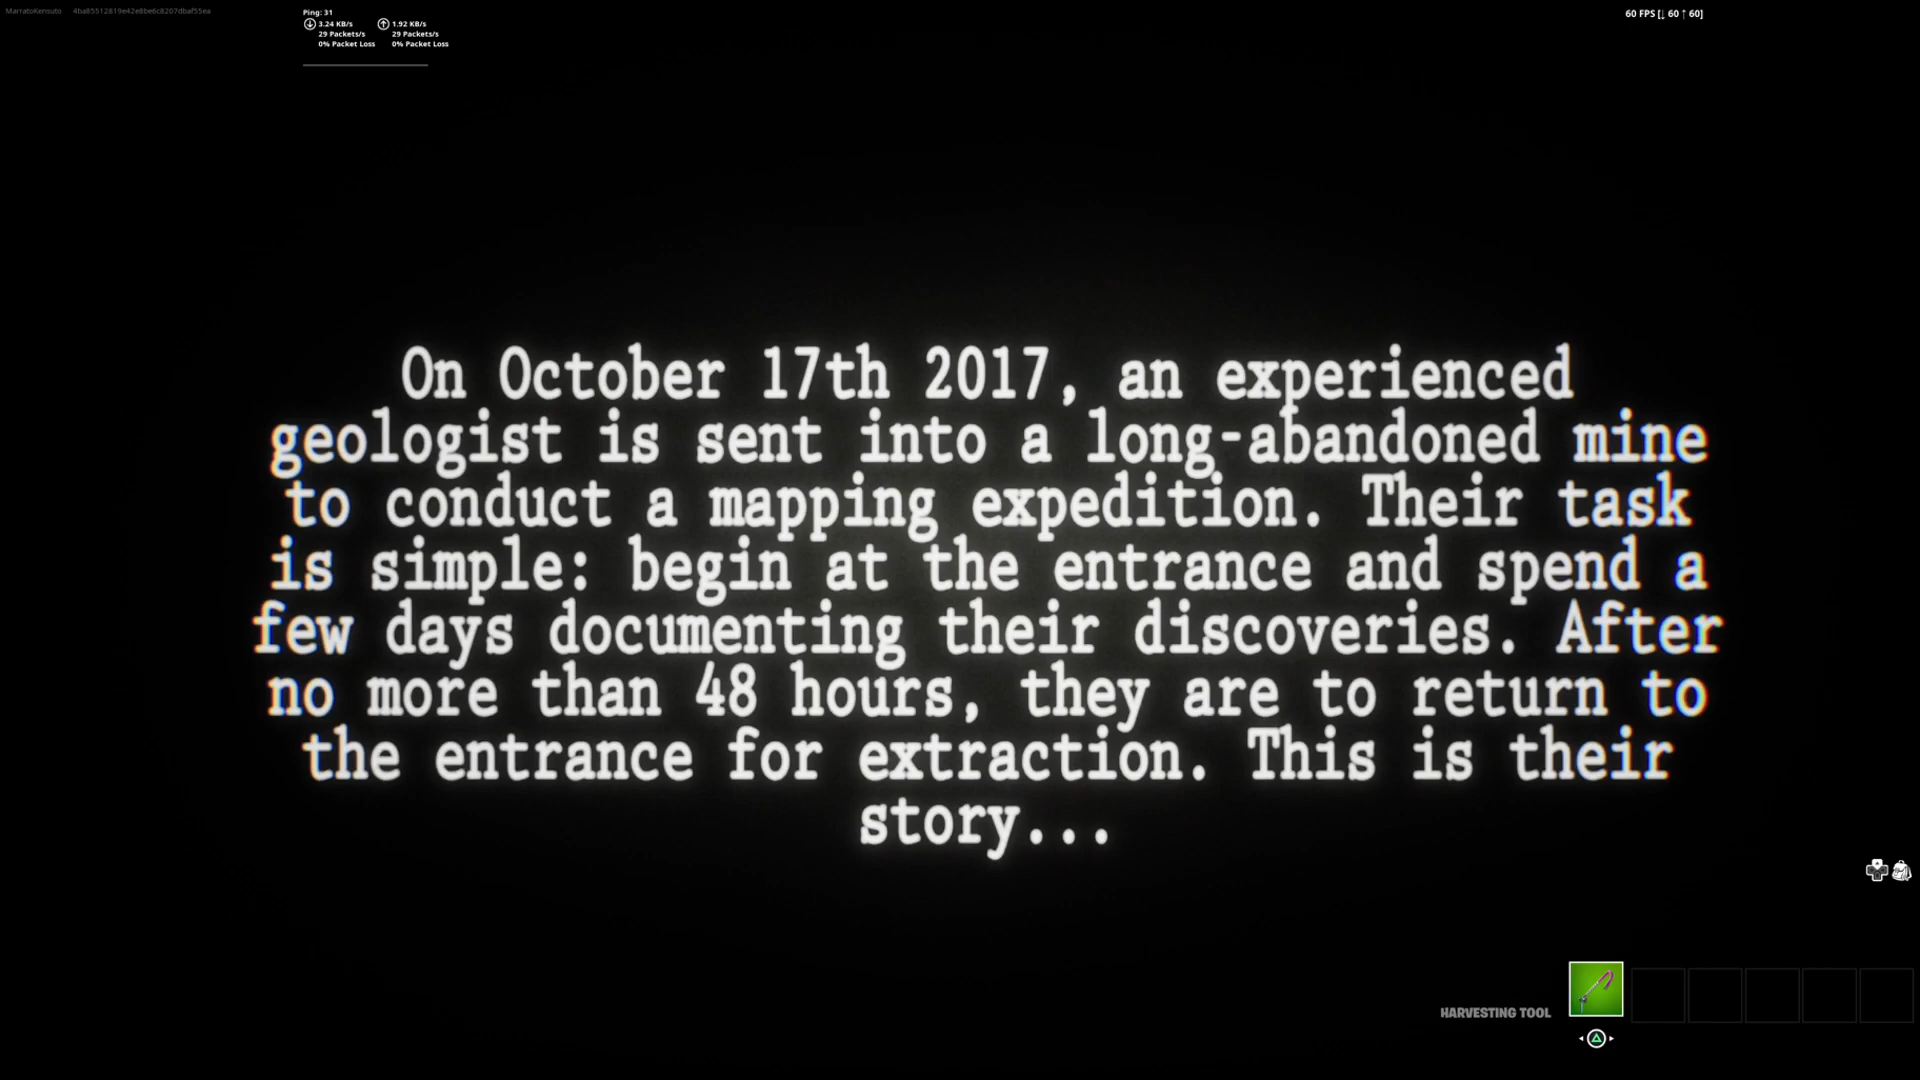 MarratoKensuto
Ping: 31
3.24 KB/s 1.92 KB/s
29 Packets/s 29 Packets/s
0% Packet Loss 0% Packet Loss
60 FPS [↓ 60 ↑ 60]
On October 17th 2017, an experienced
geologist is sent into a long-abandoned mine
to conduct a mapping expedition. Their task
is simple: begin at the entrance and spend a
few days documenting their discoveries. After
no more than 48 hours, they are to return to
the entrance for extraction. This is their
story...
HARVESTING TOOL